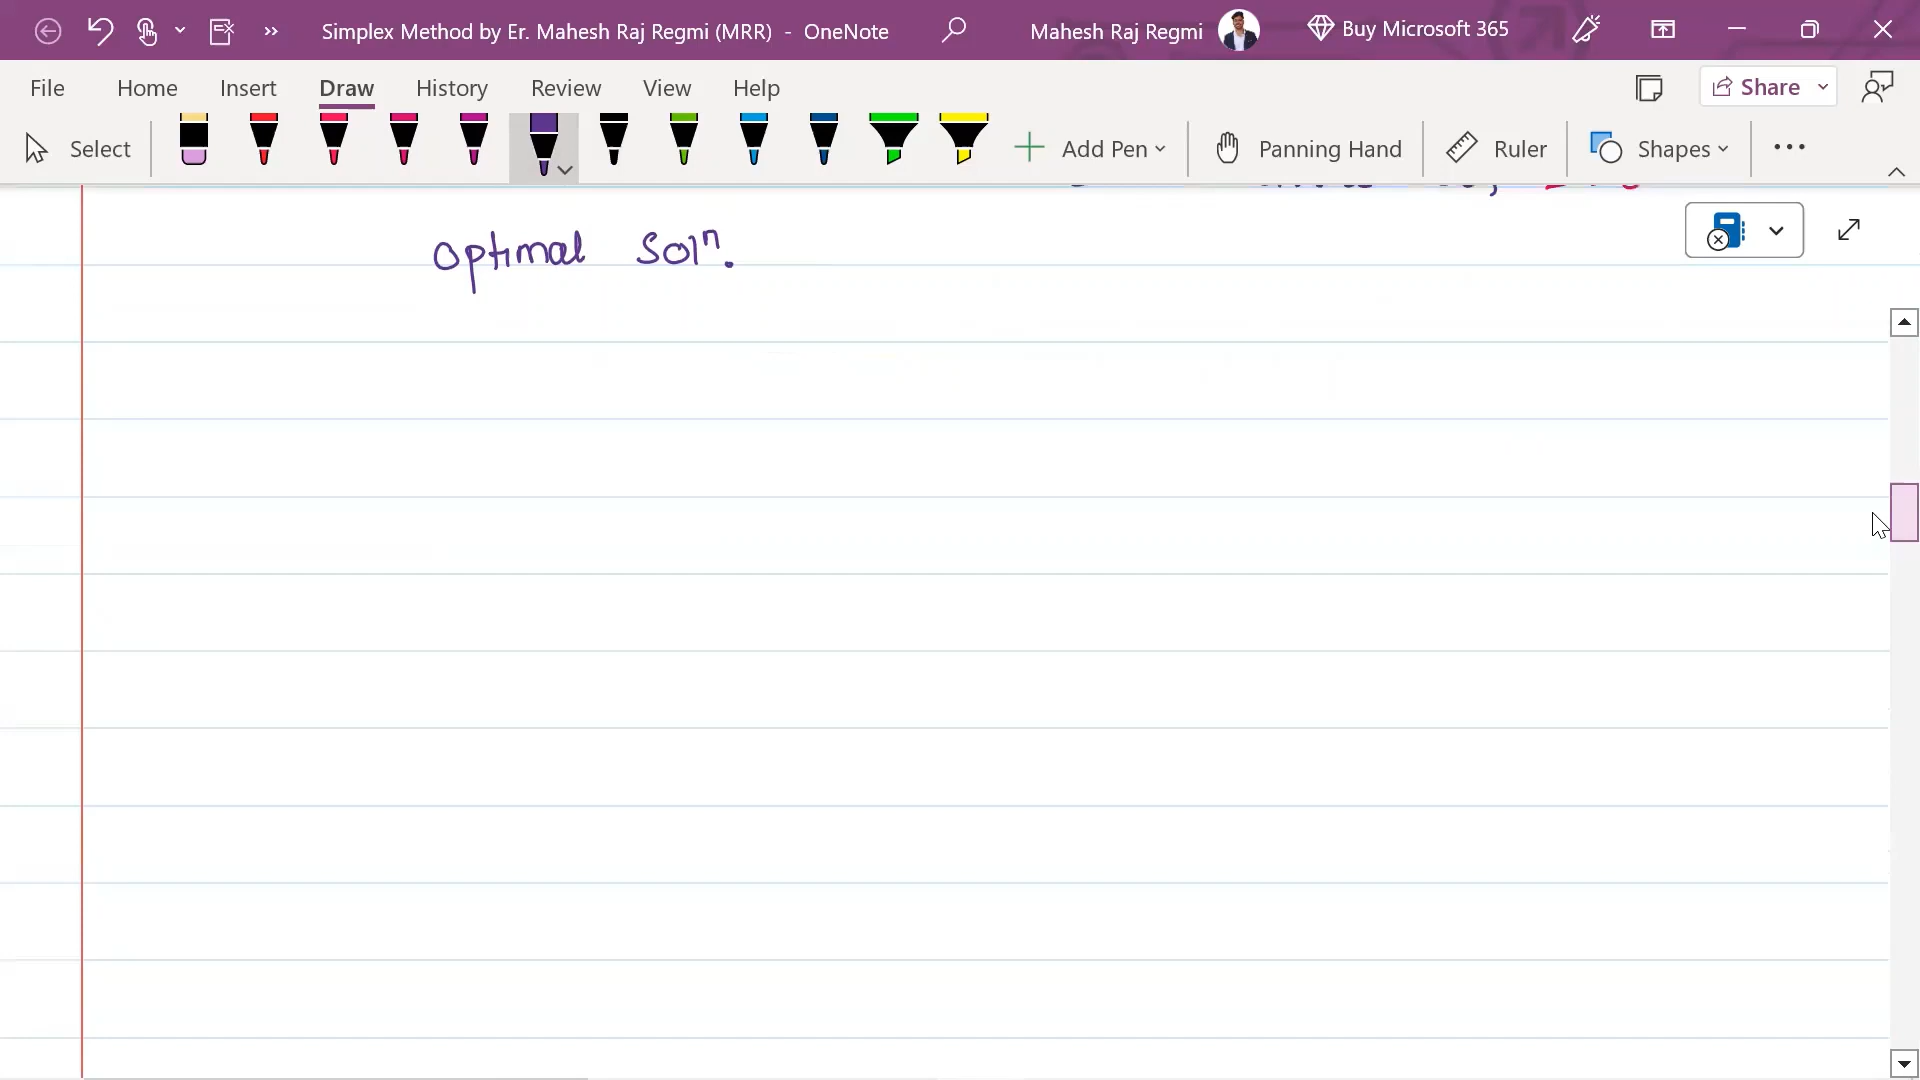 Simplex Method by Er. Mahesh Raj Regmi (MRR) - OneNote
Mahesh Raj Regmi
Buy Microsoft 365
File Home Insert Draw History Review View Help
Share
Select
Add Pen
Panning Hand
Ruler
Shapes
optimal Solⁿ.